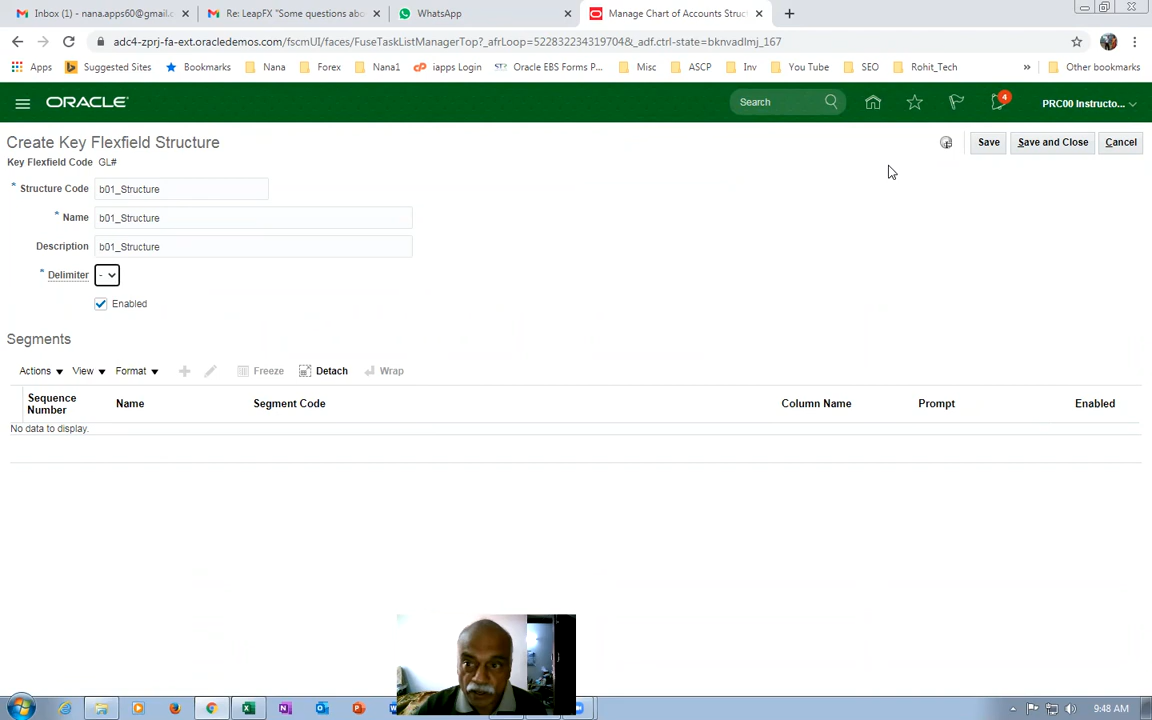 Inbox (1) - nana.apps60@gmail.c
Re: LeapFX "Some questions abo
WhatsApp
Manage Chart of Accounts Struc
adc4-zprj-fa-ext.oracledemos.com/fscmUI/faces/FuseTaskListManagerTop?_afrLoop=5228322343197048&_adf.ctrl-state=bknvadlmj_167
Apps
Suggested Sites
Bookmarks
Nana
Forex
Nana1
iapps Login
Oracle EBS Forms P...
Misc
ASCP
Inv
You Tube
SEO
Rohit_Tech
»
Other bookmarks
ORACLE
Search
4
PRC00 Instructo...
Create Key Flexfield Structure
Save
Save and Close
Cancel
Key Flexfield Code GL#
* Structure Code b01_Structure
* Name b01_Structure
Description b01_Structure
* Delimiter -
Enabled
Segments
Actions
View
Format
Freeze
Detach
Wrap
Sequence Number
Name
Segment Code
Column Name
Prompt
Enabled
No data to display.
9:48 AM